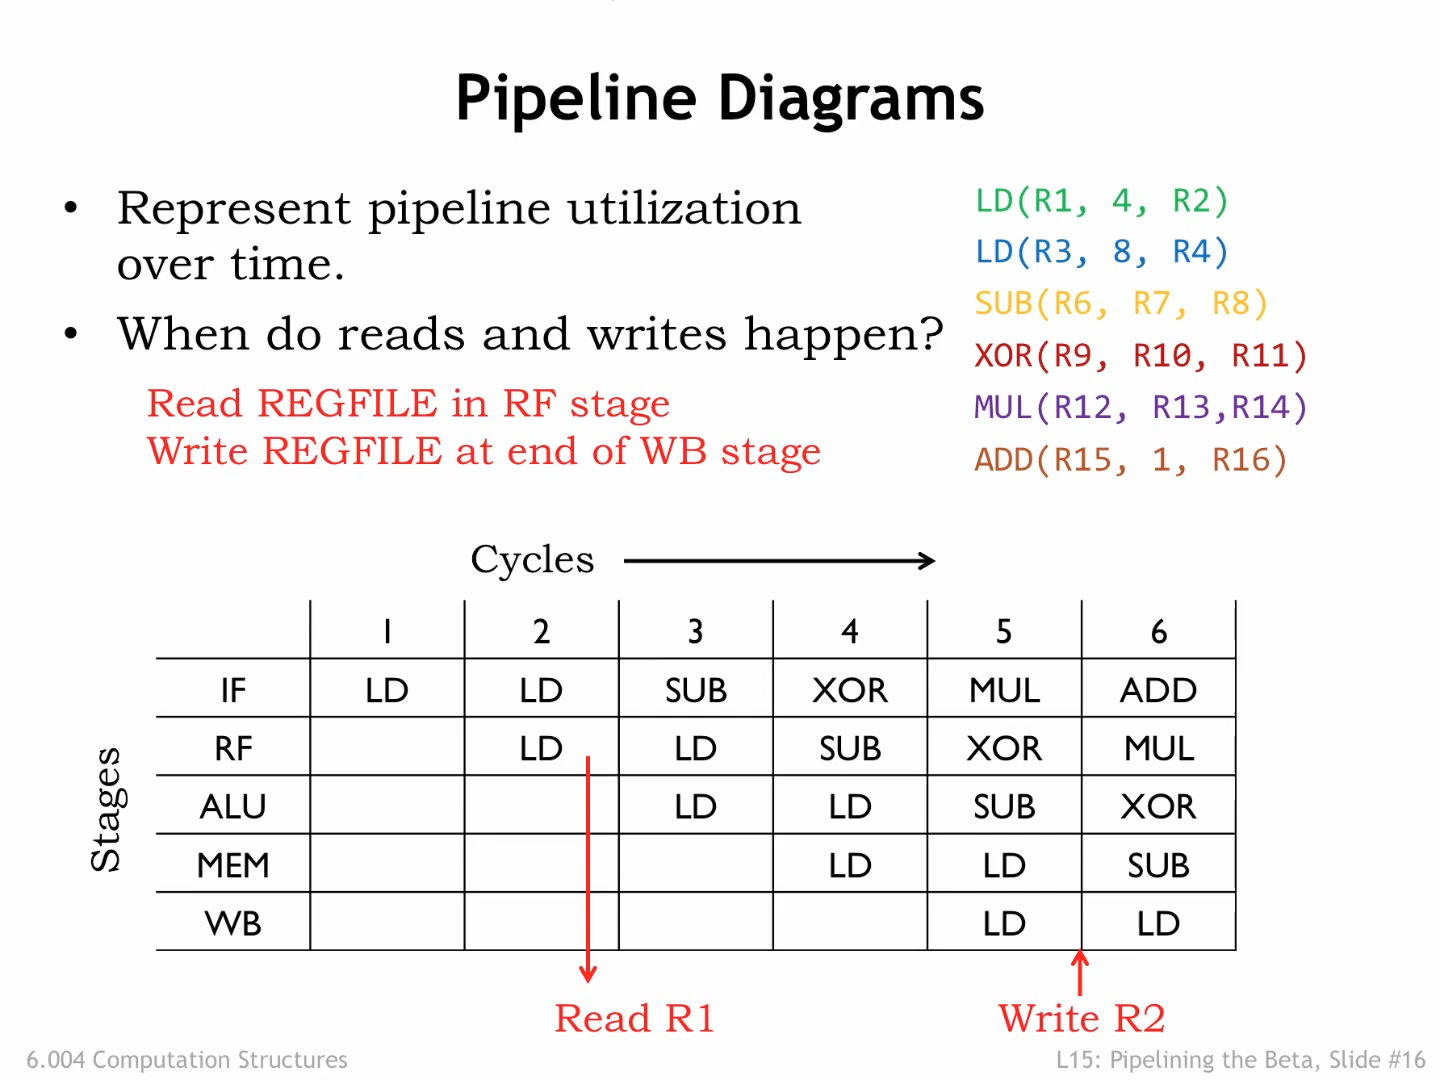 Pipeline Diagrams
• Represent pipeline utilization
over time.
• When do reads and writes happen?
Read REGFILE in RF stage
Write REGFILE at end of WB stage
LD(R1, 4, R2)
LD(R3, 8, R4)
SUB(R6, R7, R8)
XOR(R9, R10, R11)
MUL(R12, R13,R14)
ADD(R15, 1, R16)
Cycles
1 2 3 4 5 6
Stages
IF LD LD SUB XOR MUL ADD
RF LD LD SUB XOR MUL
ALU LD LD SUB XOR
MEM LD LD SUB
WB LD LD
Read R1 Write R2
6.004 Computation Structures L15: Pipelining the Beta, Slide #16